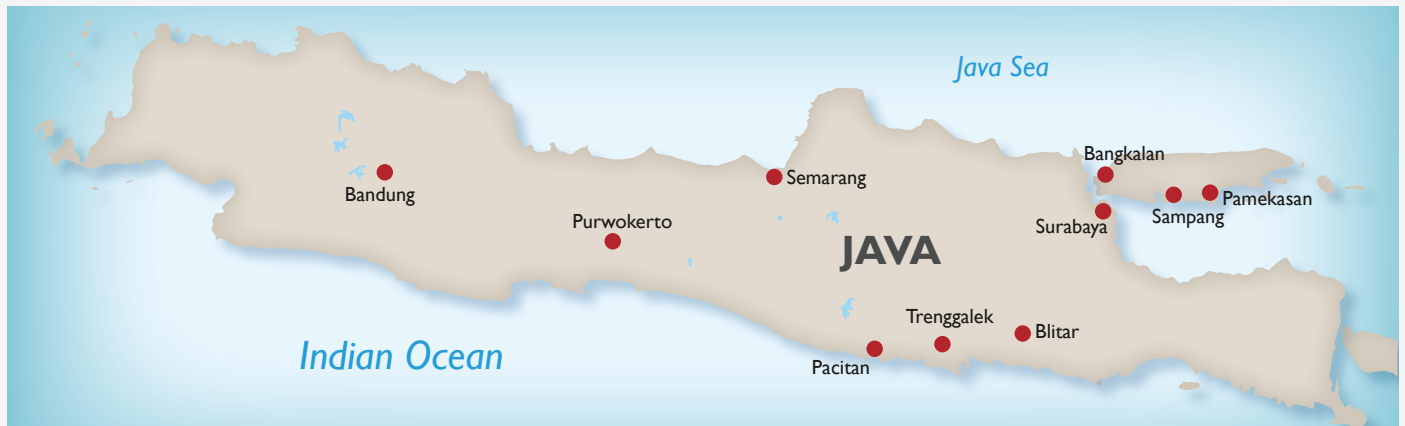 Java Sea
Bangkalan
Bandung
Semarang
Pamekasan
Sampang
Purwokerto
Surabaya
JAVA
Trenggalek
Blitar
Indian Ocean
Pacitan